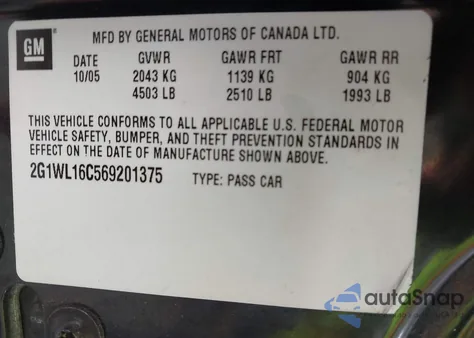 GM
MFD BY GENERAL MOTORS OF CANADA LTD.
DATE GVWR GAWR FRT GAWR RR
10/05 2043 KG 1139 KG 904 KG
4503 LB 2510 LB 1993 LB
THIS VEHICLE CONFORMS TO ALL APPLICABLE U.S. FEDERAL MOTOR
VEHICLE SAFETY, BUMPER, AND THEFT PREVENTION STANDARDS IN
EFFECT ON THE DATE OF MANUFACTURE SHOWN ABOVE.
2G1WL16C569201375 TYPE: PASS CAR
autoSnap